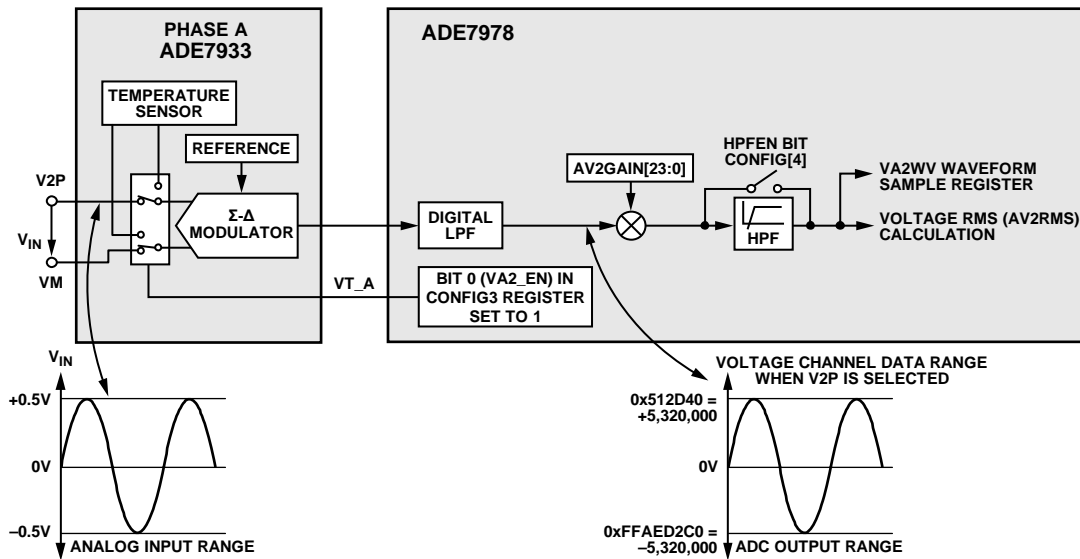 PHASE A
ADE7933
ADE7978
TEMPERATURE
SENSOR
REFERENCE
V2P
VIN
VM
Σ-Δ
MODULATOR
DIGITAL
LPF
AV2GAIN[23:0]
HPFEN BIT
CONFIG[4]
HPF
VA2WV WAVEFORM
SAMPLE REGISTER
VOLTAGE RMS (AV2RMS)
CALCULATION
VT_A
BIT 0 (VA2_EN) IN
CONFIG3 REGISTER
SET TO 1
VIN
+0.5V
0V
–0.5V
ANALOG INPUT RANGE
VOLTAGE CHANNEL DATA RANGE
WHEN V2P IS SELECTED
0x512D40 =
+5,320,000
0V
0xFFAED2C0 =
–5,320,000
ADC OUTPUT RANGE